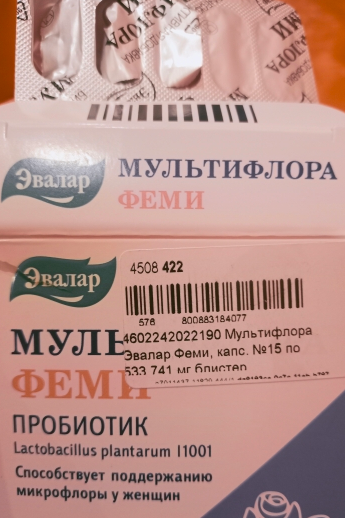 ФЕМИ
Эвалар МУЛЬТИФЛОРА
ФЕМИ
Эвалар
4508 422
576 800883184077
4602242022190 Мультифлора
Эвалар Феми, капс. №15 по
533,741 мг блистер
МУЛЬ
ФЕМИ
ПРОБИОТИК
Lactobacillus plantarum I1001
Способствует поддержанию
микрофлоры у женщин